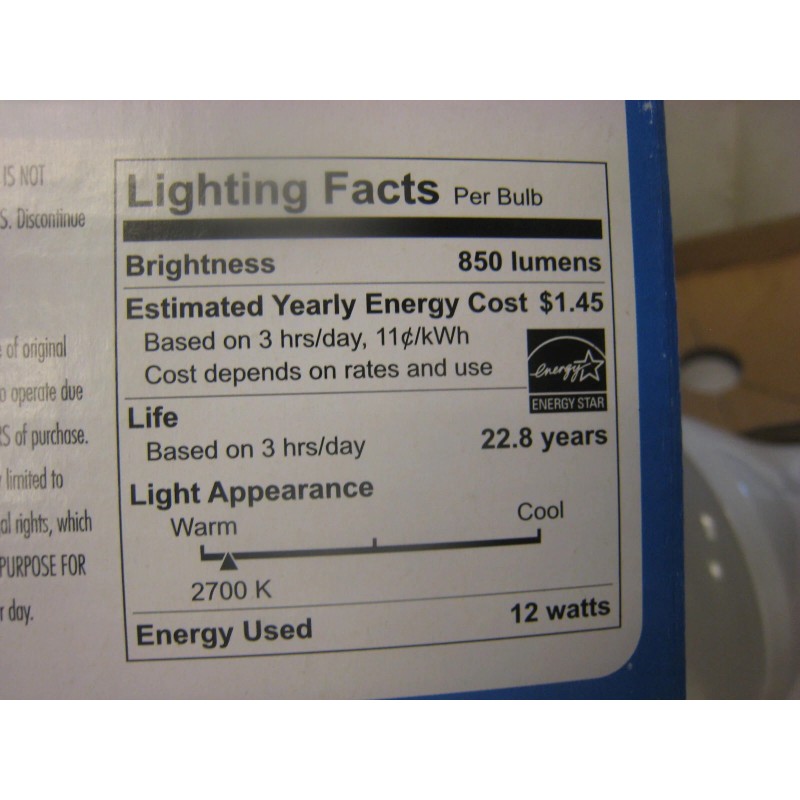 IS NOT
S. Discontinue
of original
o operate due
RS of purchase.
limited to
al rights, which
PURPOSE FOR
r day.
Lighting Facts Per Bulb
Brightness 850 lumens
Estimated Yearly Energy Cost $1.45
Based on 3 hrs/day, 11¢/kWh
Cost depends on rates and use
energy
ENERGY STAR
Life
Based on 3 hrs/day 22.8 years
Light Appearance
Warm Cool
2700 K
Energy Used 12 watts